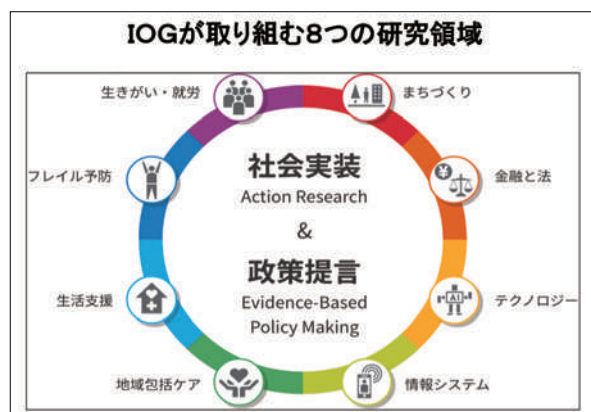 IOGが取り組む8つの研究領域
生きがい・就労
まちづくり
フレイル予防
金融と法
社会実装
Action Research
&
政策提言
Evidence-Based
Policy Making
生活支援
テクノロジー
AI
地域包括ケア
情報システム
¥